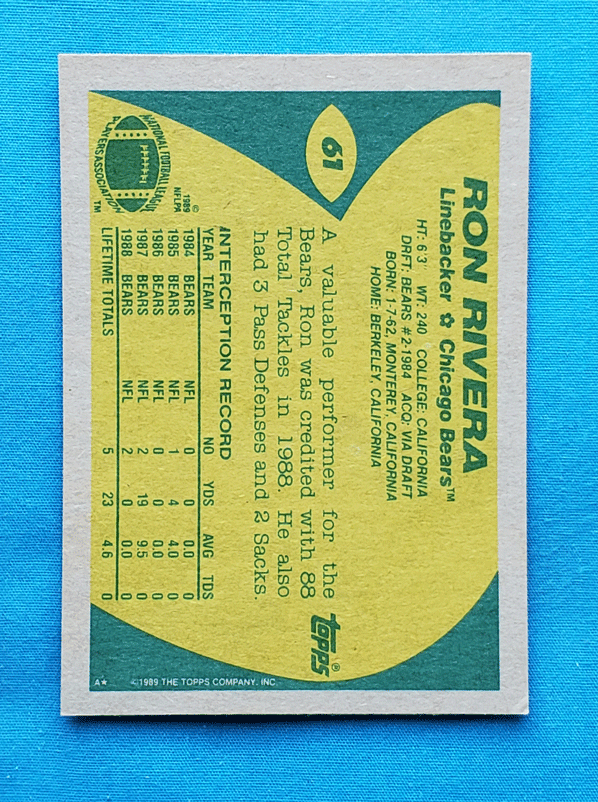 61
RON RIVERA
Linebacker ✿ Chicago Bears™
HT: 6'3" WT: 240 COLLEGE: CALIFORNIA
DRFT: BEARS #2-1984 ACQ: VIA DRAFT
BORN: 1-7-62, MONTEREY, CALIFORNIA
HOME: BERKELEY, CALIFORNIA
A valuable performer for the
Bears, Ron was credited with 88
Total Tackles in 1988. He also
had 3 Pass Defenses and 2 Sacks.
topps®
INTERCEPTION RECORD
YEAR TEAM NO YDS AVG TDS
1984 BEARS NFL 0 0 0.0 0
1985 BEARS NFL 1 4 4.0 0
1986 BEARS NFL 0 0 0.0 0
1987 BEARS NFL 2 19 9.5 0
1988 BEARS NFL 2 0 0.0 0
LIFETIME TOTALS 5 23 4.6 0
NATIONAL FOOTBALL LEAGUE
PLAYERS ASSOCIATION
TM
©
1989
NFLPA
A★ ©1989 THE TOPPS COMPANY, INC.